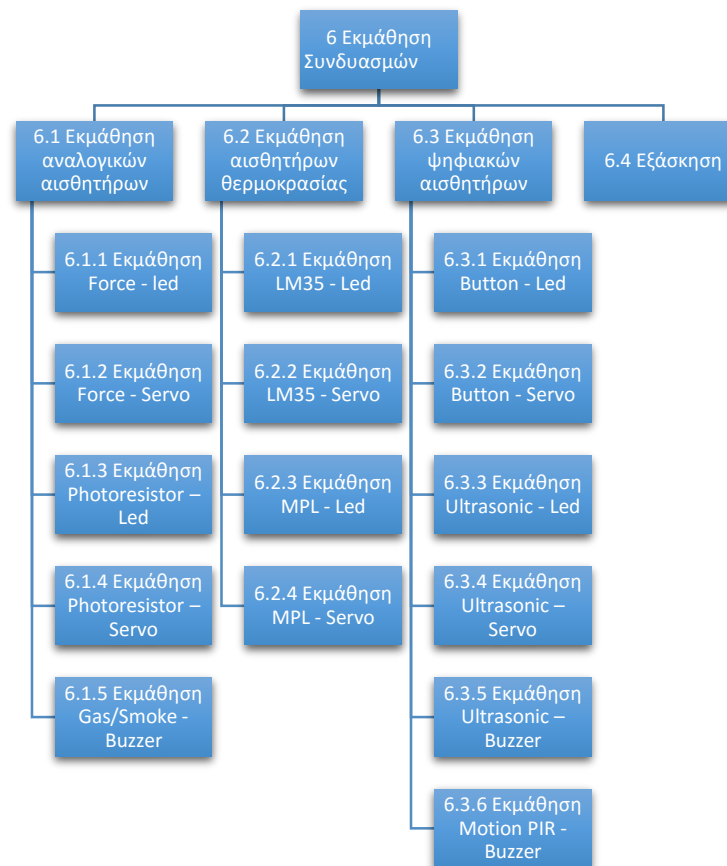 6 Εκμάθηση
Συνδυασμών
6.1 Εκμάθηση
αναλογικών
αισθητήρων
6.2 Εκμάθηση
αισθητήρων
θερμοκρασίας
6.3 Εκμάθηση
ψηφιακών
αισθητήρων
6.4 Εξάσκηση
6.1.1 Εκμάθηση
Force - led
6.1.2 Εκμάθηση
Force - Servo
6.1.3 Εκμάθηση
Photoresistor –
Led
6.1.4 Εκμάθηση
Photoresistor –
Servo
6.1.5 Εκμάθηση
Gas/Smoke -
Buzzer
6.2.1 Εκμάθηση
LM35 - Led
6.2.2 Εκμάθηση
LM35 - Servo
6.2.3 Εκμάθηση
MPL - Led
6.2.4 Εκμάθηση
MPL - Servo
6.3.1 Εκμάθηση
Button - Led
6.3.2 Εκμάθηση
Button - Servo
6.3.3 Εκμάθηση
Ultrasonic - Led
6.3.4 Εκμάθηση
Ultrasonic –
Servo
6.3.5 Εκμάθηση
Ultrasonic –
Buzzer
6.3.6 Εκμάθηση
Motion PIR -
Buzzer